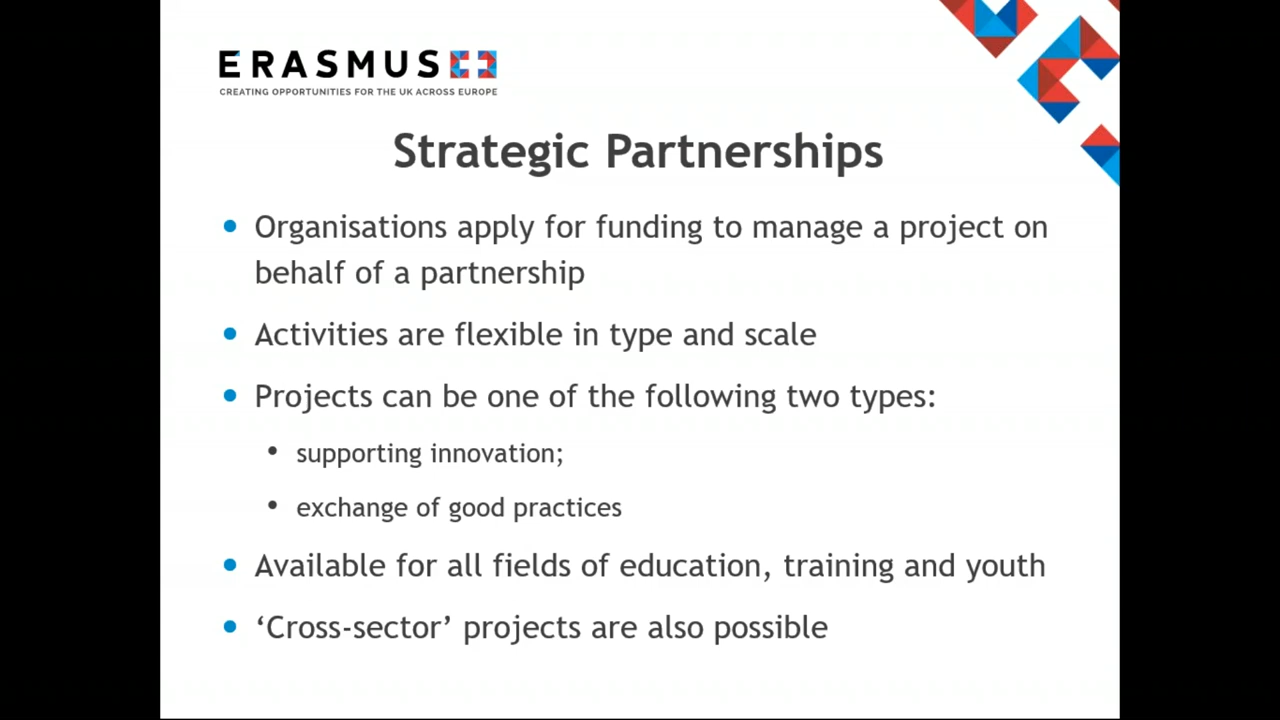 ERASMUS
CREATING OPPORTUNITIES FOR THE UK ACROSS EUROPE
Strategic Partnerships
• Organisations apply for funding to manage a project on
behalf of a partnership
• Activities are flexible in type and scale
• Projects can be one of the following two types:
• supporting innovation;
• exchange of good practices
• Available for all fields of education, training and youth
• ‘Cross-sector’ projects are also possible